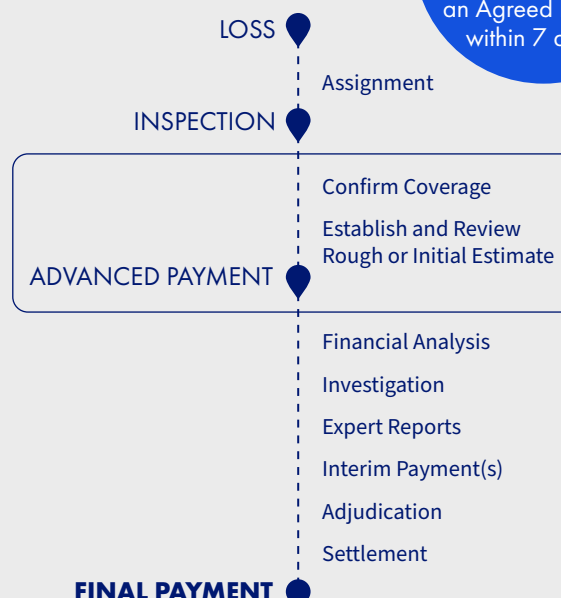 an Agreed
within 7
LOSS
Assignment
INSPECTION
Confirm Coverage
Establish and Review
Rough or Initial Estimate
ADVANCED PAYMENT
Financial Analysis
Investigation
Expert Reports
Interim Payment(s)
Adjudication
Settlement
FINAL PAYMENT